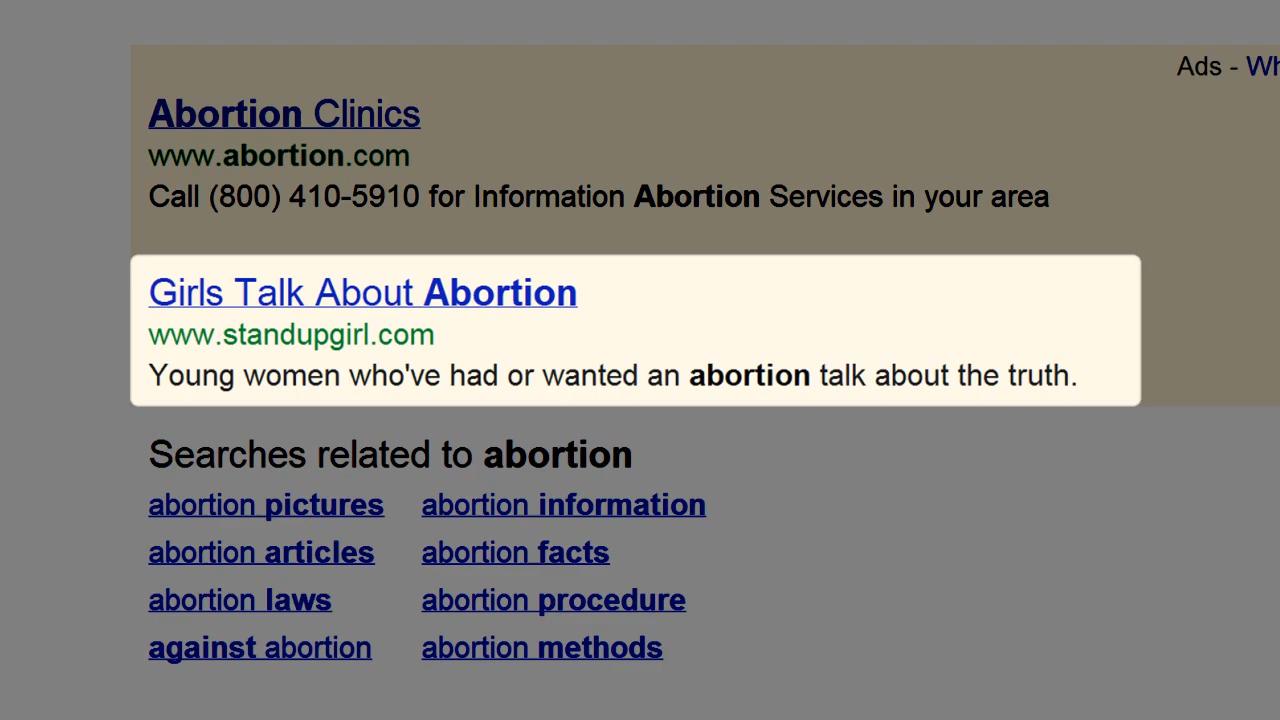 Ads -
Abortion Clinics
www.abortion.com
Call (800) 410-5910 for Information Abortion Services in your area
Girls Talk About Abortion
www.standupgirl.com
Young women who've had or wanted an abortion talk about the truth.
Searches related to abortion
abortion pictures abortion information
abortion articles abortion facts
abortion laws abortion procedure
against abortion abortion methods